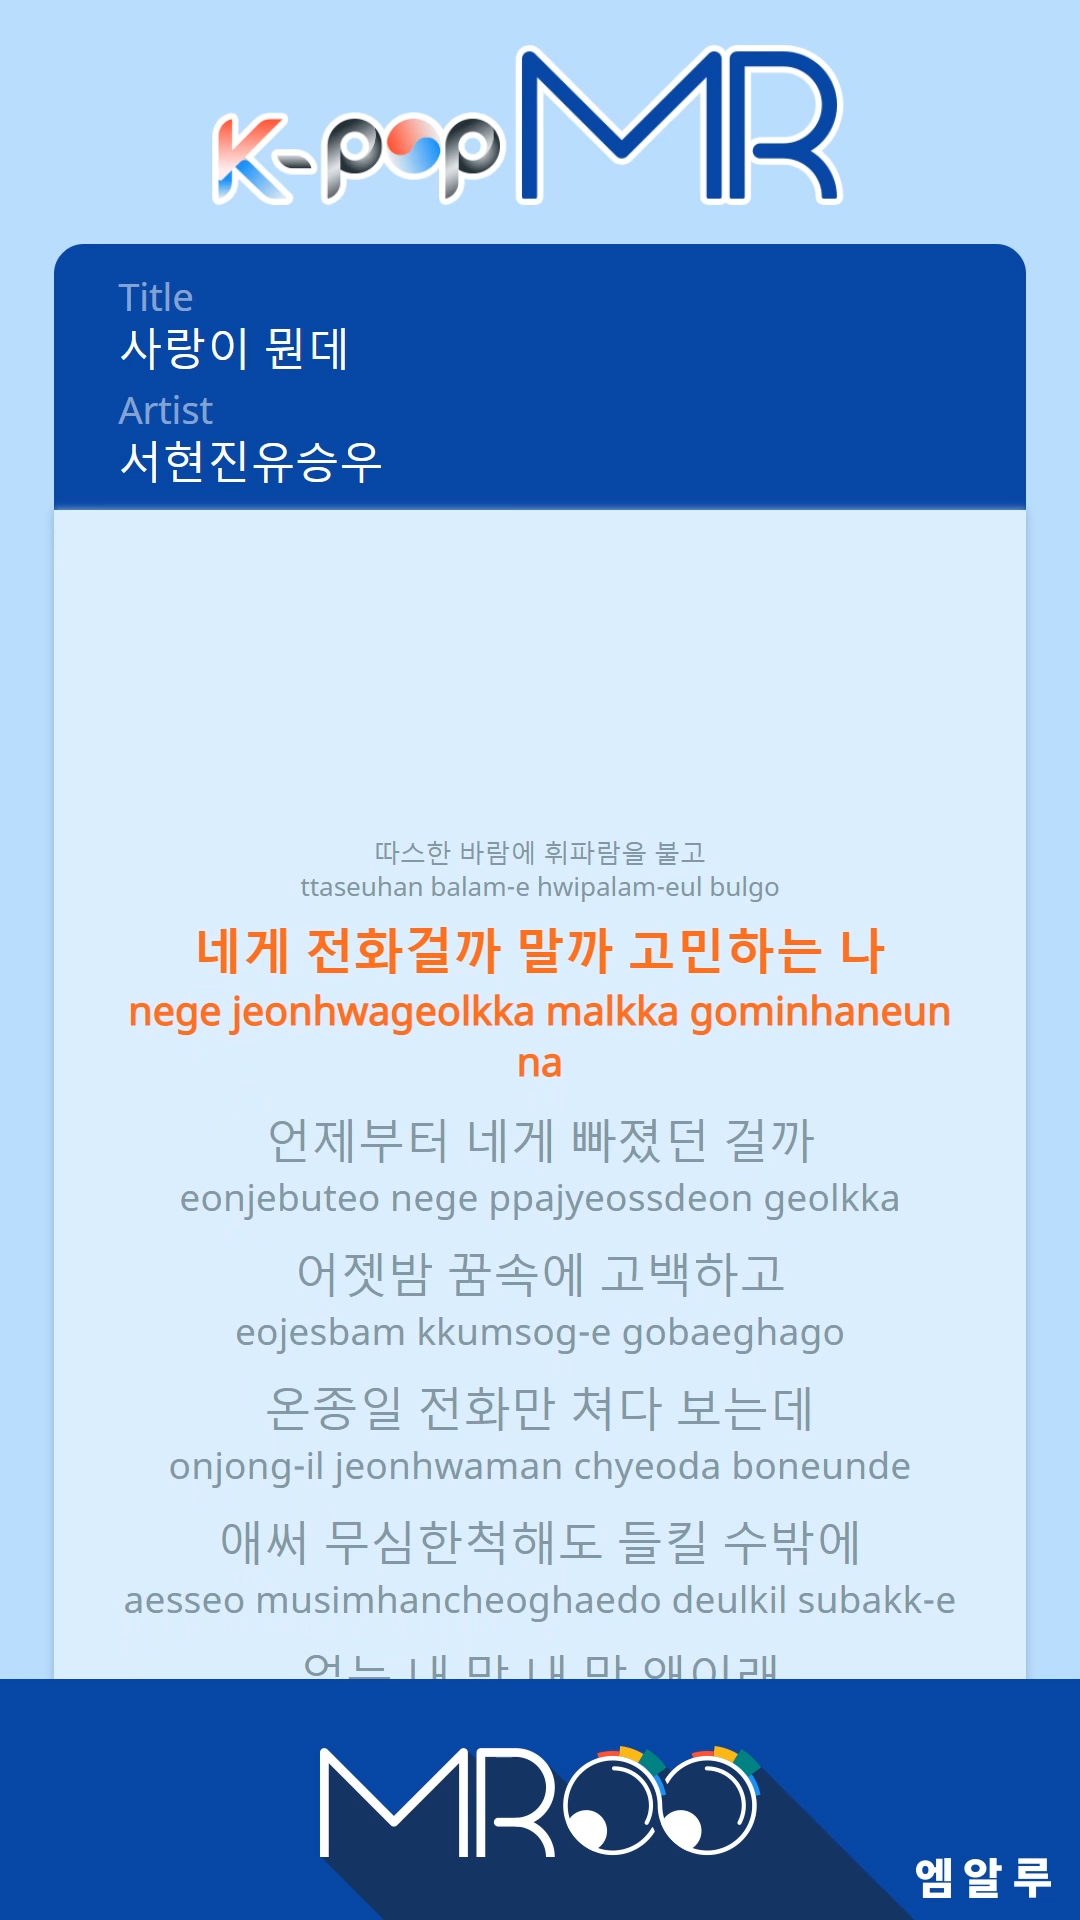 K-pop MR
Title
사랑이 뭔데
Artist
서현진유승우
따스한 바람에 휘파람을 불고
ttaseuhan balam-e hwipalam-eul bulgo
네게 전화걸까 말까 고민하는 나
nege jeonhwageolkka malkka gominhaneun
na
언제부터 네게 빠졌던 걸까
eonjebuteo nege ppajyeossdeon geolkka
어젯밤 꿈속에 고백하고
eojesbam kkumsog-e gobaeghago
온종일 전화만 쳐다 보는데
onjong-il jeonhwaman chyeoda boneunde
애써 무심한척해도 들킬 수밖에
aesseo musimhancheoghaedo deulkil subakk-e
MROO
엠알루